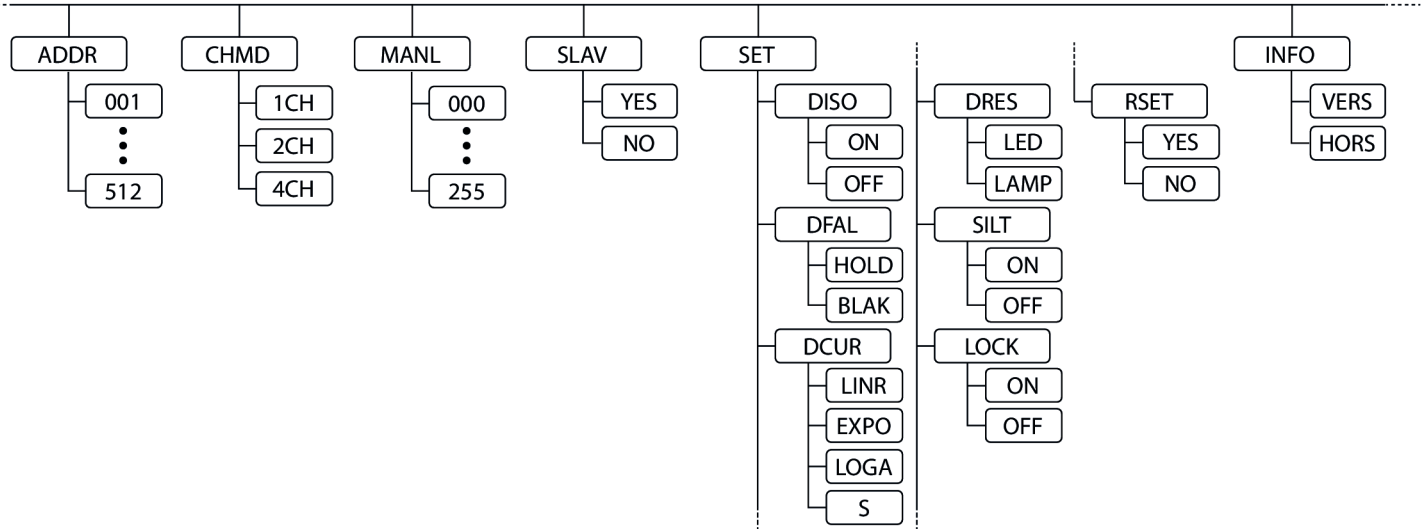 ADDR
001
512
CHMD
1CH
2CH
4CH
MANL
000
255
SLAV
YES
NO
SET
DISO
ON
OFF
DFAL
HOLD
BLAK
DCUR
LINR
EXPO
LOGA
S
DRES
LED
LAMP
SILT
ON
OFF
LOCK
ON
OFF
RSET
YES
NO
INFO
VERS
HORS